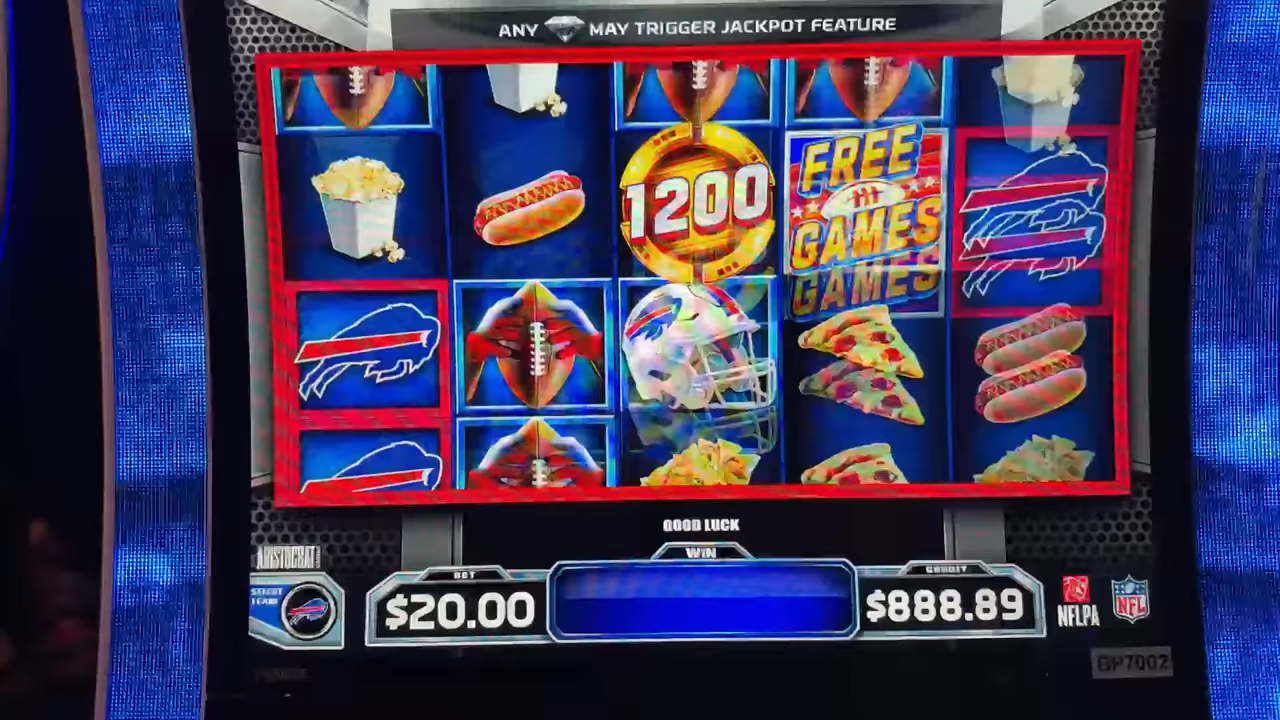 ANY MAY TRIGGER JACKPOT FEATURE
1200
FREE
GAMES
GAMES
GOOD LUCK
ARISTOCRAT
WIN
BET
CREDIT
SELECT
TEAM
$20.00
$888.89
NFLPA
NFL
GP7002